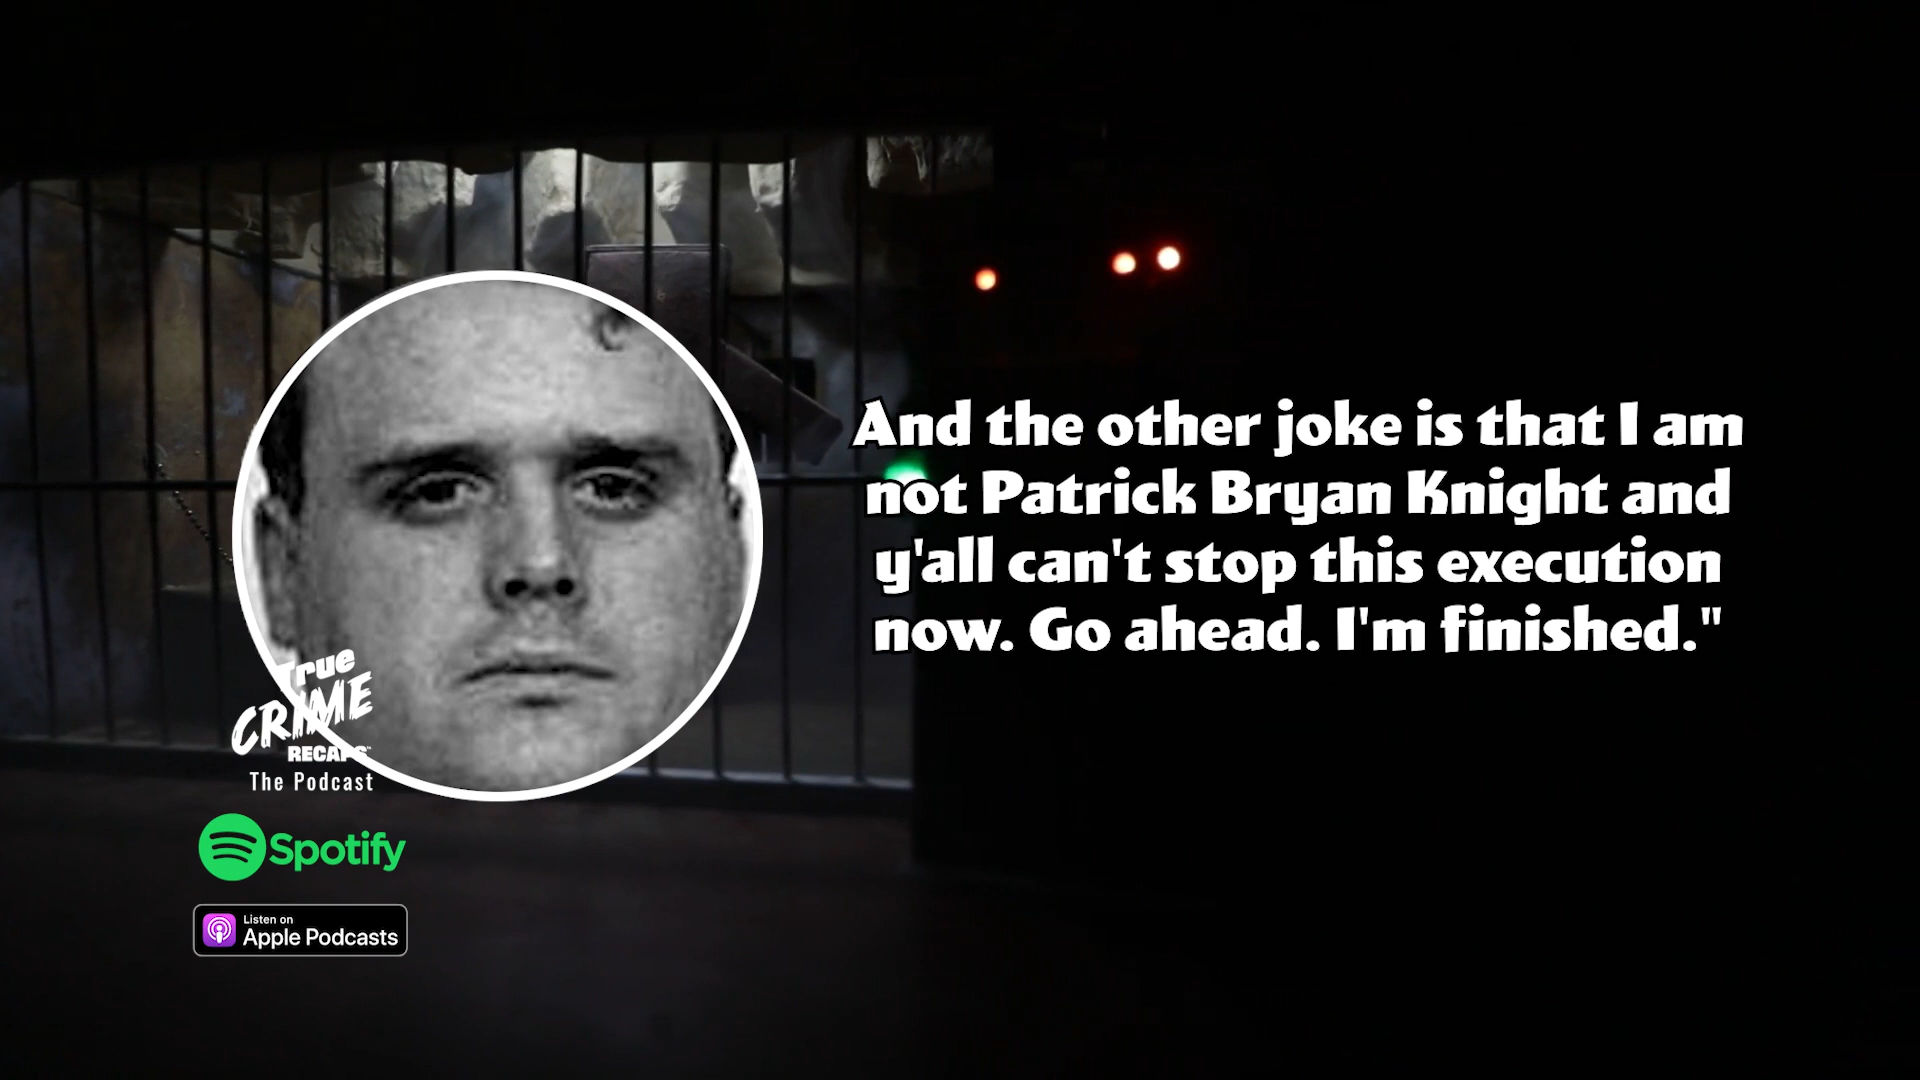 And the other joke is that I am
not Patrick Bryan Knight and
y'all can't stop this execution
now. Go ahead. I'm finished."
True
CRIME
RECAPS™
The Podcast
Spotify
Listen on
Apple Podcasts